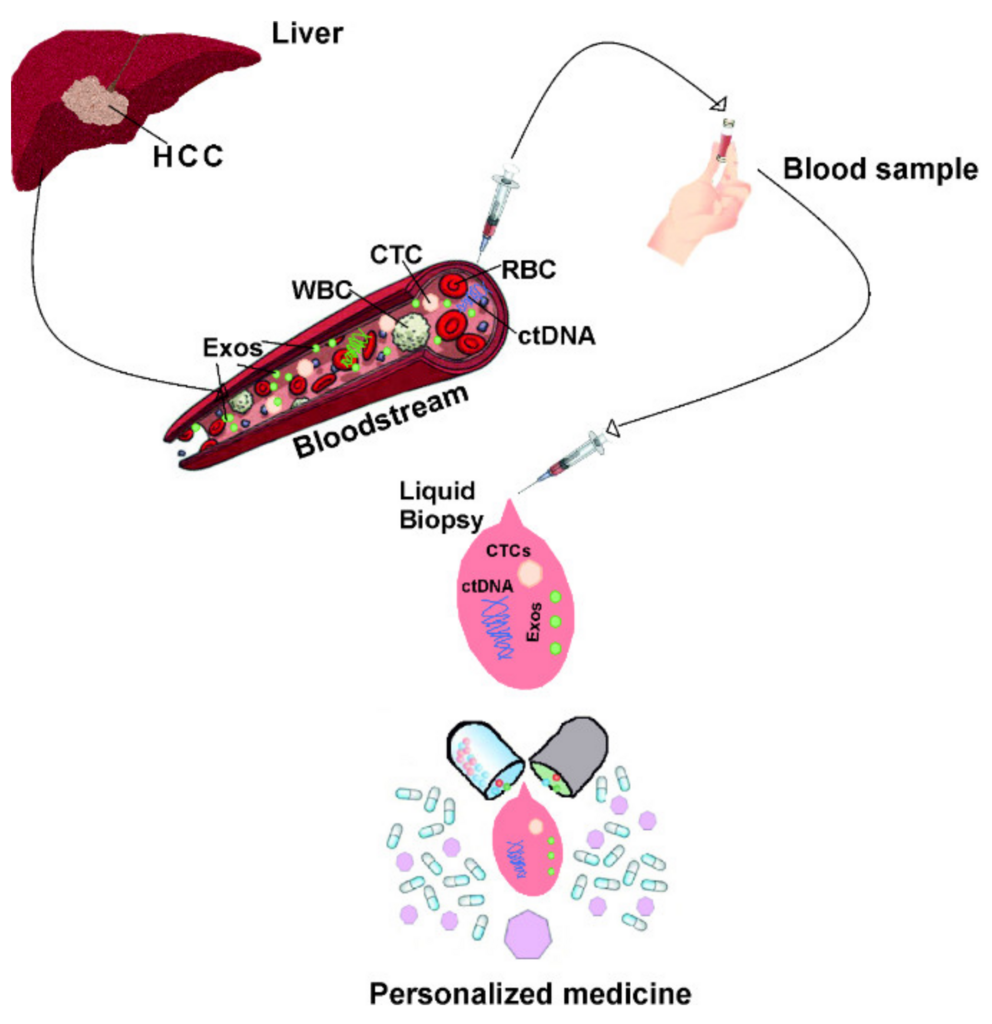 Liver
HCC
Blood sample
CTC
RBC
WBC
ctDNA
Exos
Bloodstream
Liquid
Biopsy
CTCs
ctDNA
Exos
Personalized medicine